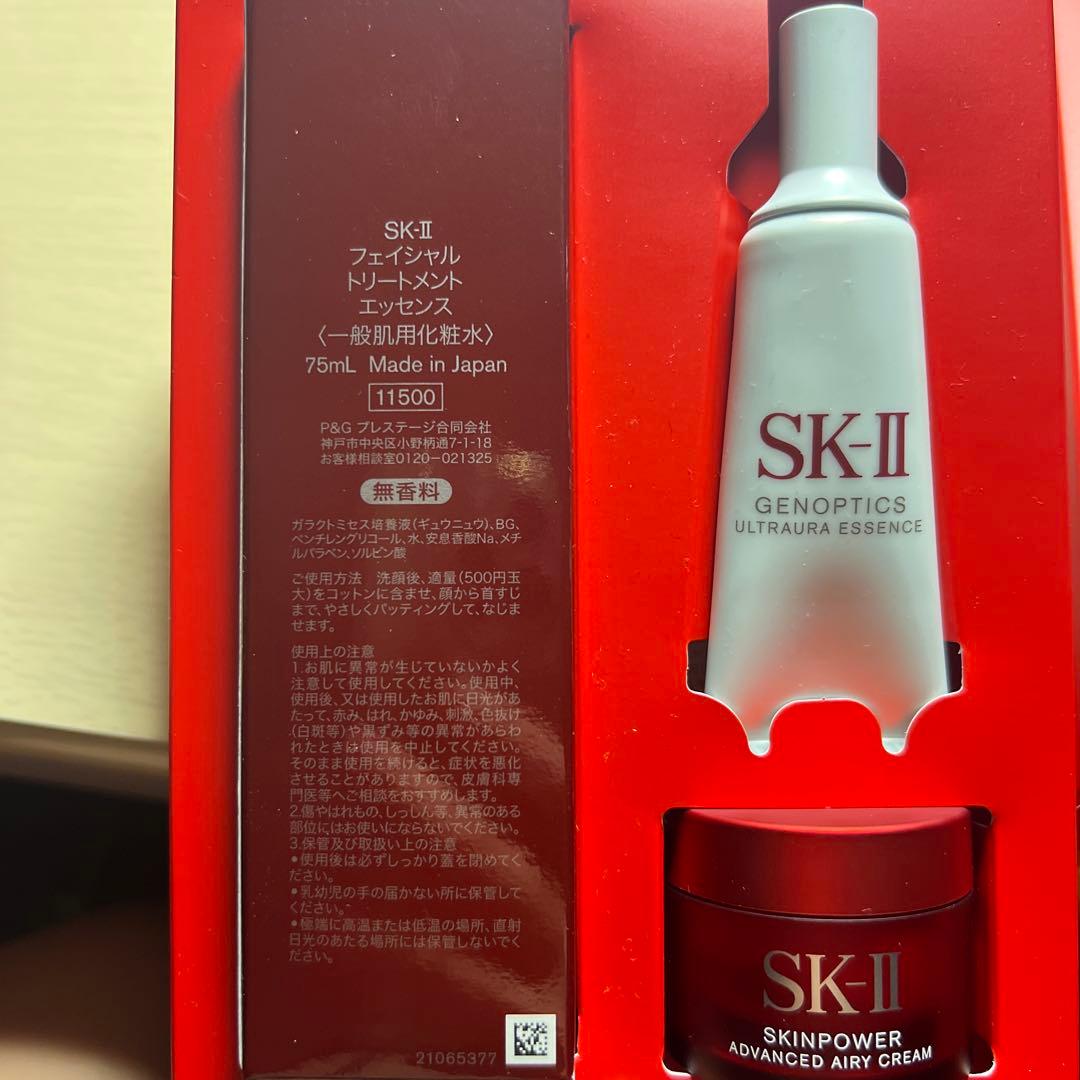 SK-II
フェイシャル
トリートメント
エッセンス
〈一般肌用化粧水〉
75mL Made in Japan
11500
P&G プレステージ合同会社
神戸市中央区小野柄通7-1-18
お客様相談室0120-021325
無香料
ガラクトミセス培養液(ギュウニュウ)、BG、
ペンチレングリコール、水、安息香酸Na、メチ
ルパラベン、ソルビン酸
ご使用方法 洗顔後、適量(500円玉
大)をコットンに含ませ、顔から首すじ
まで、やさしくパッティングして、なじま
せます。
使用上の注意
1.お肌に異常が生じていないかよく
注意して使用してください。使用中、
使用後、又は使用したお肌に日光があ
たって、赤み、はれ、かゆみ、刺激、色抜け
(白斑等)や黒ずみ等の異常があらわ
れたときは使用を中止してください。
そのまま使用を続けると、症状を悪化
させることがありますので、皮膚科専
門医等へご相談をおすすめします。
2.傷やはれもの、しっしん等、異常のある
部位にはお使いにならないでください。
3.保管及び取扱い上の注意
•使用後は必ずしっかり蓋を閉めてく
ださい。
•乳幼児の手の届かない所に保管して
ください。
•極端に高温または低温の場所、直射
日光のあたる場所には保管しないでく
ださい。
21065377
SK-II
GENOPTICS
ULTRAURA ESSENCE
SK-II
SKINPOWER
ADVANCED AIRY CREAM